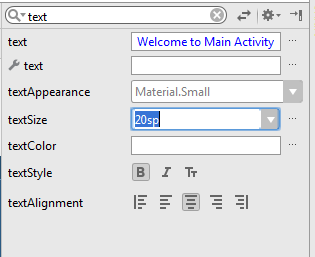 text
text Welcome to Main Activity ...
text
textAppearance Material.Small
textSize 20sp ...
textColor ...
textStyle B I Tт
textAlignment